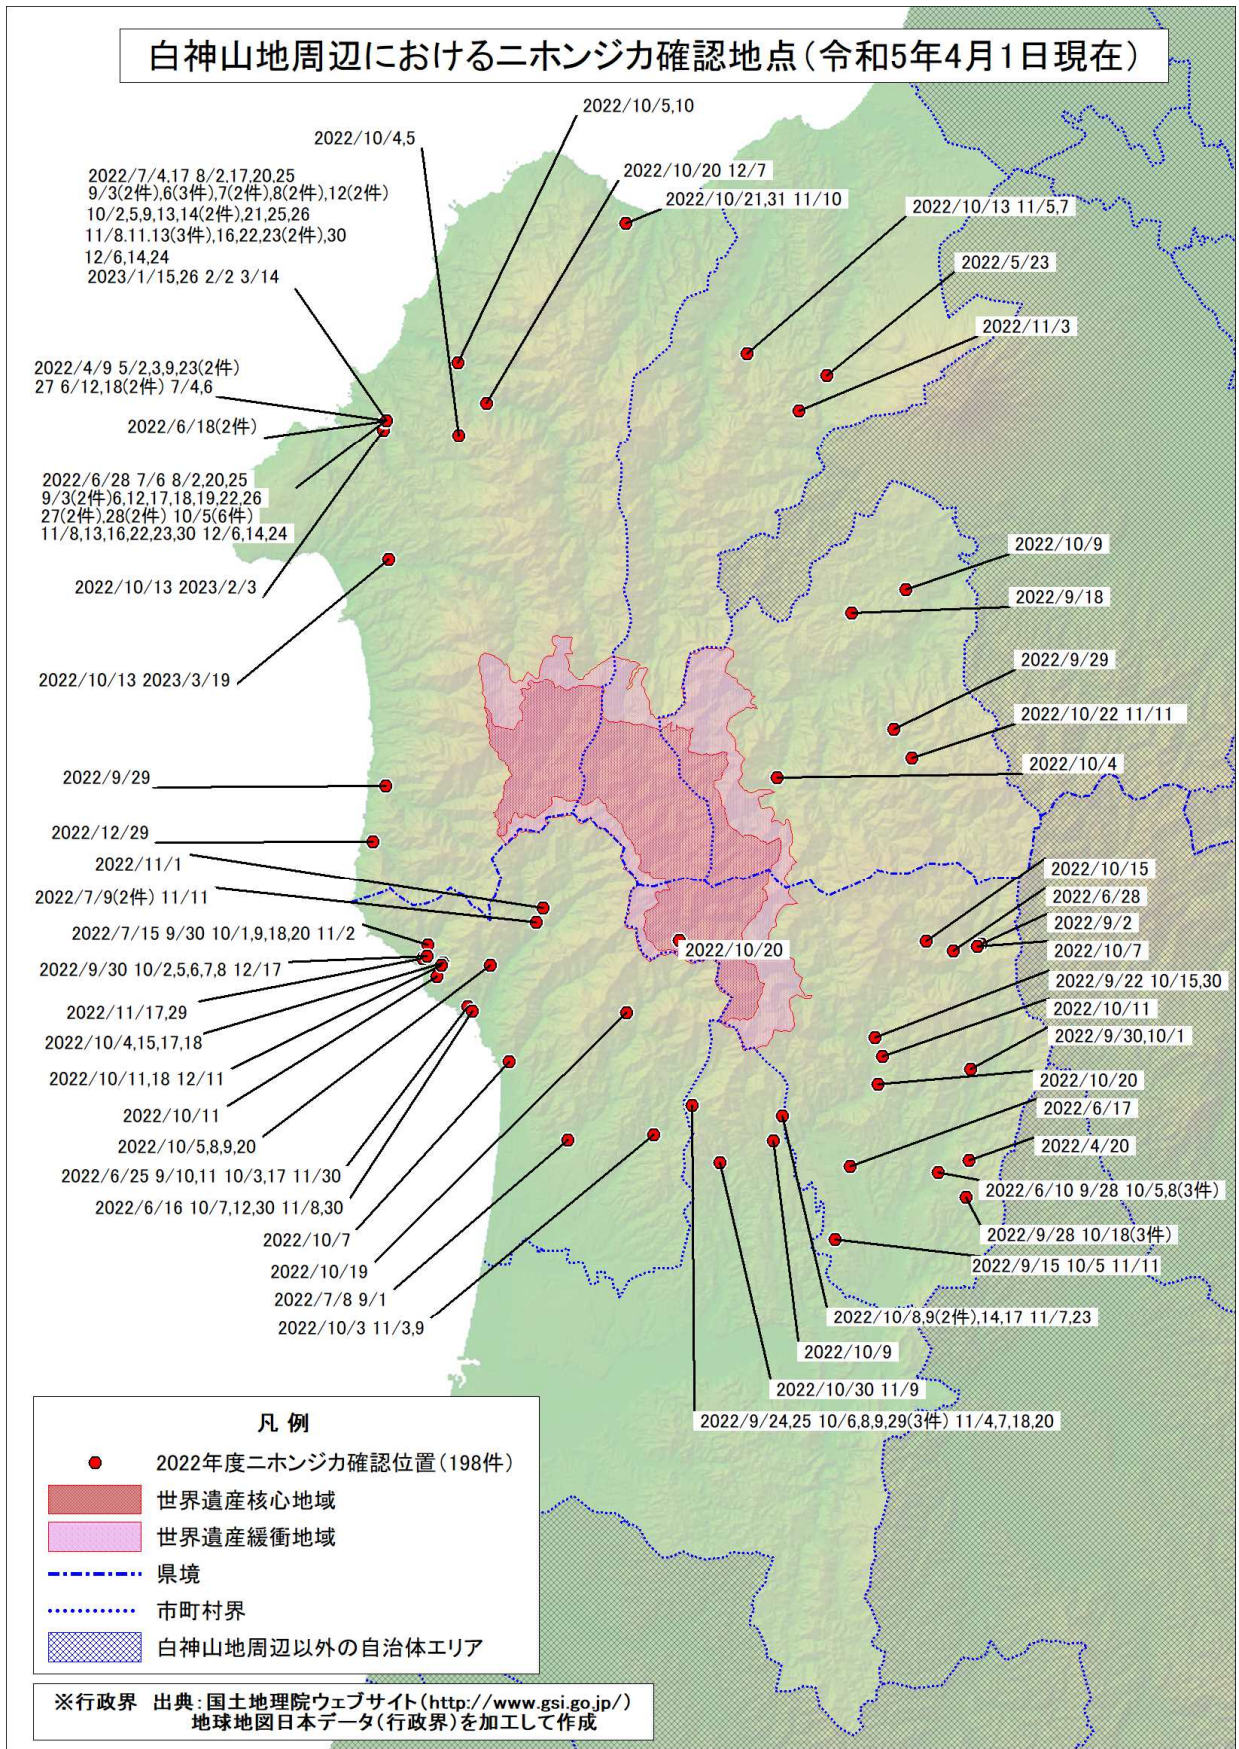 白神山地周辺におけるニホンジカ確認地点(令和5年4月1日現在)
2022/10/5,10
2022/10/4,5
2022/10/20 12/7
2022/7/4.17 8/2.17,20,25
9/3(2件),6(3件),7(2件),8(2件),12(2件)
10/2,5,9,13,14(2件),21,25,26
11/8.11.13(3件),16,22,23(2件),30
12/6,14,24
2023/1/15,26 2/2 3/14
2022/10/21,31 11/10
2022/10/13 11/5,7
2022/5/23
2022/11/3
2022/4/9 5/2,3,9,23(2件)
27 6/12,18(2件) 7/4,6
2022/6/18(2件)
2022/6/28 7/6 8/2,20,25
9/3(2件)6,12,17,18,19,22,26
27(2件),28(2件) 10/5(6件)
11/8,13,16,22,23,30 12/6,14,24
2022/10/13 2023/2/3
2022/10/13 2023/3/19
2022/10/9
2022/9/18
2022/9/29
2022/10/22 11/11
2022/10/4
2022/9/29
2022/12/29
2022/11/1
2022/7/9(2件) 11/11
2022/7/15 9/30 10/1,9,18,20 11/2
2022/9/30 10/2,5,6,7,8 12/17
2022/11/17,29
2022/10/4,15,17,18
2022/10/11,18 12/11
2022/10/11
2022/10/5,8,9,20
2022/6/25 9/10,11 10/3,17 11/30
2022/6/16 10/7,12,30 11/8,30
2022/10/7
2022/10/19
2022/7/8 9/1
2022/10/3 11/3,9
2022/10/20
2022/10/15
2022/6/28
2022/9/2
2022/10/7
2022/9/22 10/15,30
2022/10/11
2022/9/30,10/1
2022/10/20
2022/6/17
2022/4/20
2022/6/10 9/28 10/5,8(3件)
2022/9/28 10/18(3件)
2022/9/15 10/5 11/11
2022/10/8,9(2件),14,17 11/7,23
2022/10/9
2022/10/30 11/9
2022/9/24,25 10/6,8,9,29(3件) 11/4,7,18,20
凡例
2022年度ニホンジカ確認位置(198件)
世界遺産核心地域
世界遺産緩衝地域
県境
市町村界
白神山地周辺以外の自治体エリア
※行政界 出典:国土地理院ウェブサイト(http://www.gsi.go.jp/)
地球地図日本データ(行政界)を加工して作成